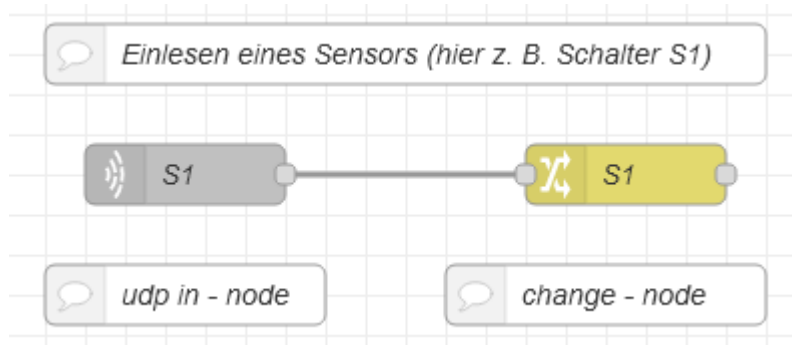 Einlesen eines Sensors (hier z. B. Schalter S1)
S1 S1
udp in - node change - node